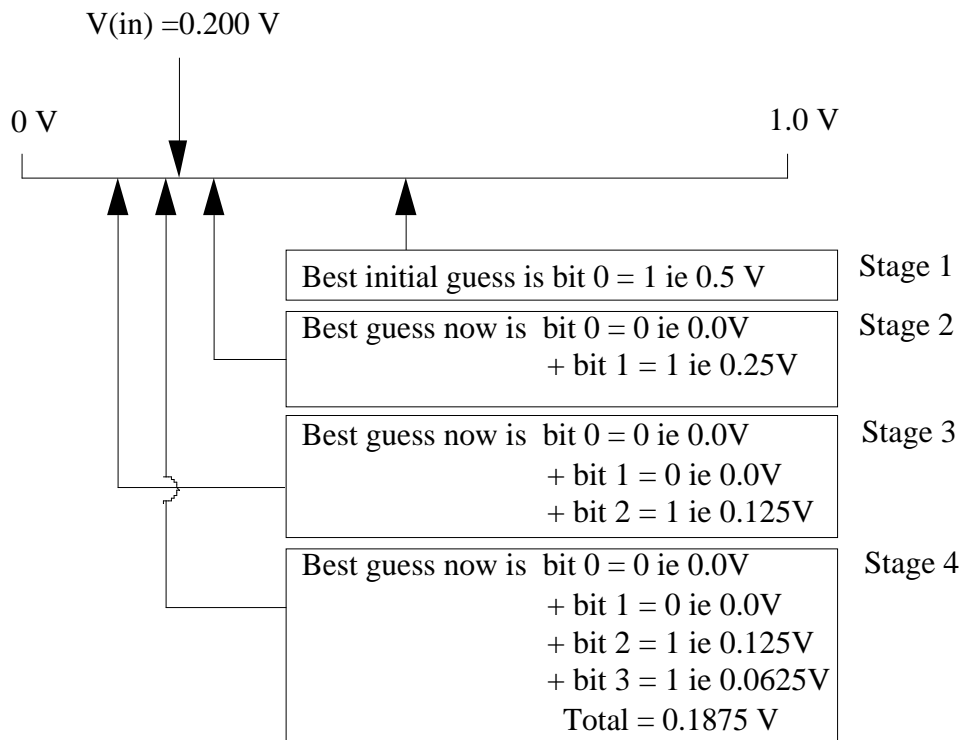 V(in) =0.200 V
0 V
1.0 V
Best initial guess is bit 0 = 1 ie 0.5 V
Stage 1
Best guess now is bit 0 = 0 ie 0.0V
Stage 2
+ bit 1 = 1 ie 0.25V
Best guess now is bit 0 = 0 ie 0.0V
Stage 3
+ bit 1 = 0 ie 0.0V
+ bit 2 = 1 ie 0.125V
Best guess now is bit 0 = 0 ie 0.0V
Stage 4
+ bit 1 = 0 ie 0.0V
+ bit 2 = 1 ie 0.125V
+ bit 3 = 1 ie 0.0625V
Total = 0.1875 V